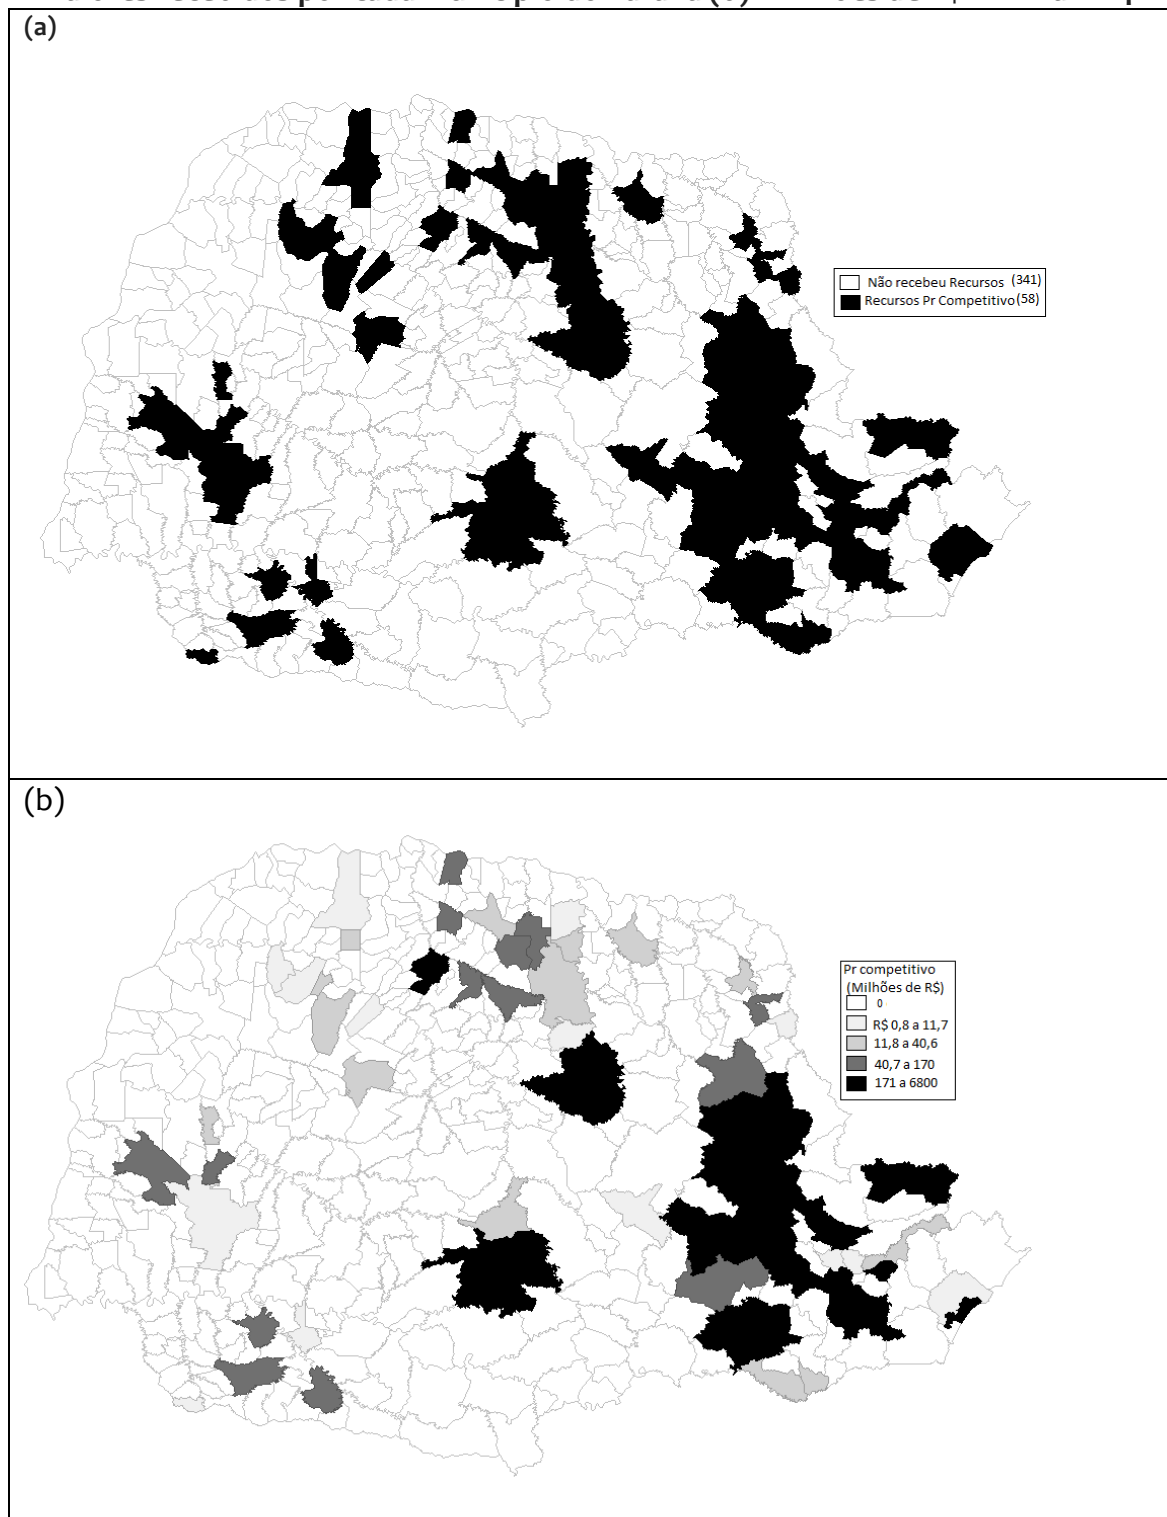 (a)
Não recebeu Recursos (341)
Recursos Pr Competitivo (58)
(b)
Pr competitivo
(Milhões de R$)
0
R$ 0,8 a 11,7
11,8 a 40,6
40,7 a 170
171 a 6800